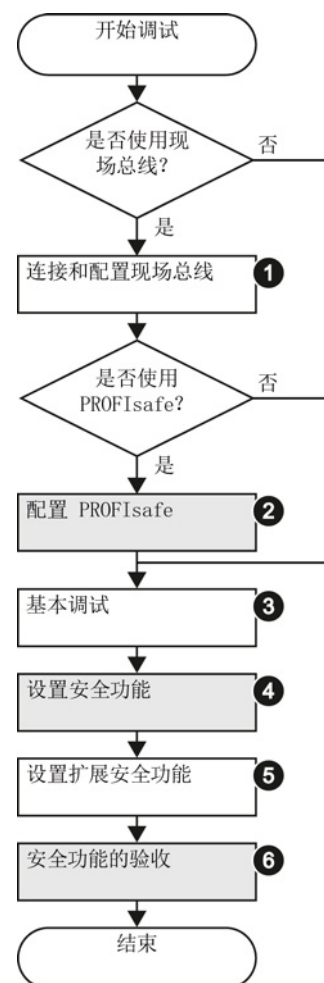 开始调试
是否使用现
场总线?
否
是
连接和配置现场总线
1
是否使用
PROFIsafe?
否
是
配置 PROFIsafe
2
基本调试
3
设置安全功能
4
设置扩展安全功能
5
安全功能的验收
6
结束